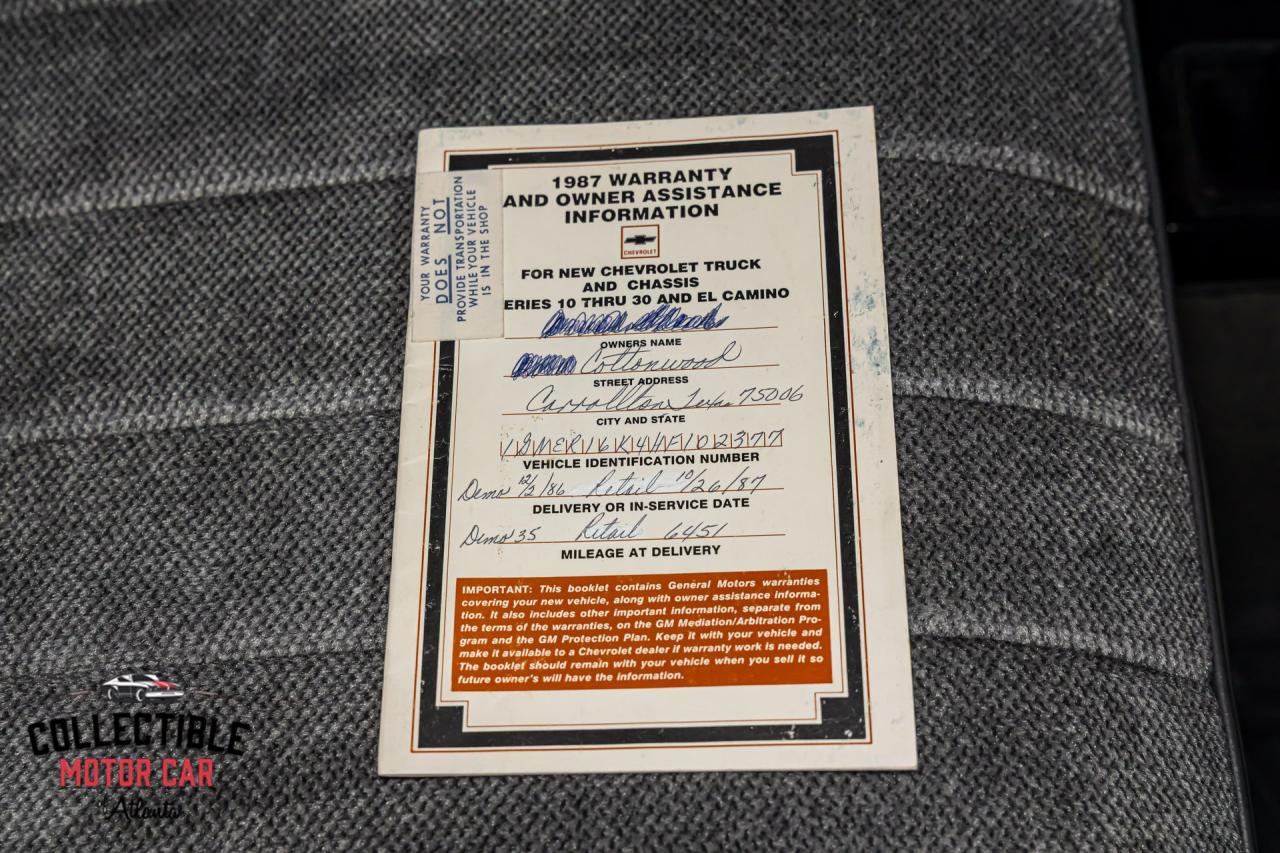 1987 WARRANTY
AND OWNER ASSISTANCE
INFORMATION
CHEVROLET
FOR NEW CHEVROLET TRUCK
AND CHASSIS
ERIES 10 THRU 30 AND EL CAMINO
YOUR WARRANTY
DOES NOT
PROVIDE TRANSPORTATION
WHILE YOUR VEHICLE
IS IN THE SHOP
OWNERS NAME
Cottonwood
STREET ADDRESS
Carrollton, Texas 75006
CITY AND STATE
VEHICLE IDENTIFICATION NUMBER
Demo 12/2/86 Retail 10/26/87
DELIVERY OR IN-SERVICE DATE
Demo 35 Retail 6451
MILEAGE AT DELIVERY
IMPORTANT: This booklet contains General Motors warranties
covering your new vehicle, along with owner assistance informa-
tion. It also includes other important information, separate from
the terms of the warranties, on the GM Mediation/Arbitration Pro-
gram and the GM Protection Plan. Keep it with your vehicle and
make it available to a Chevrolet dealer if warranty work is needed.
The booklet should remain with your vehicle when you sell it so
future owner's will have the information.
COLLECTIBLE
MOTOR CAR
of Atlanta